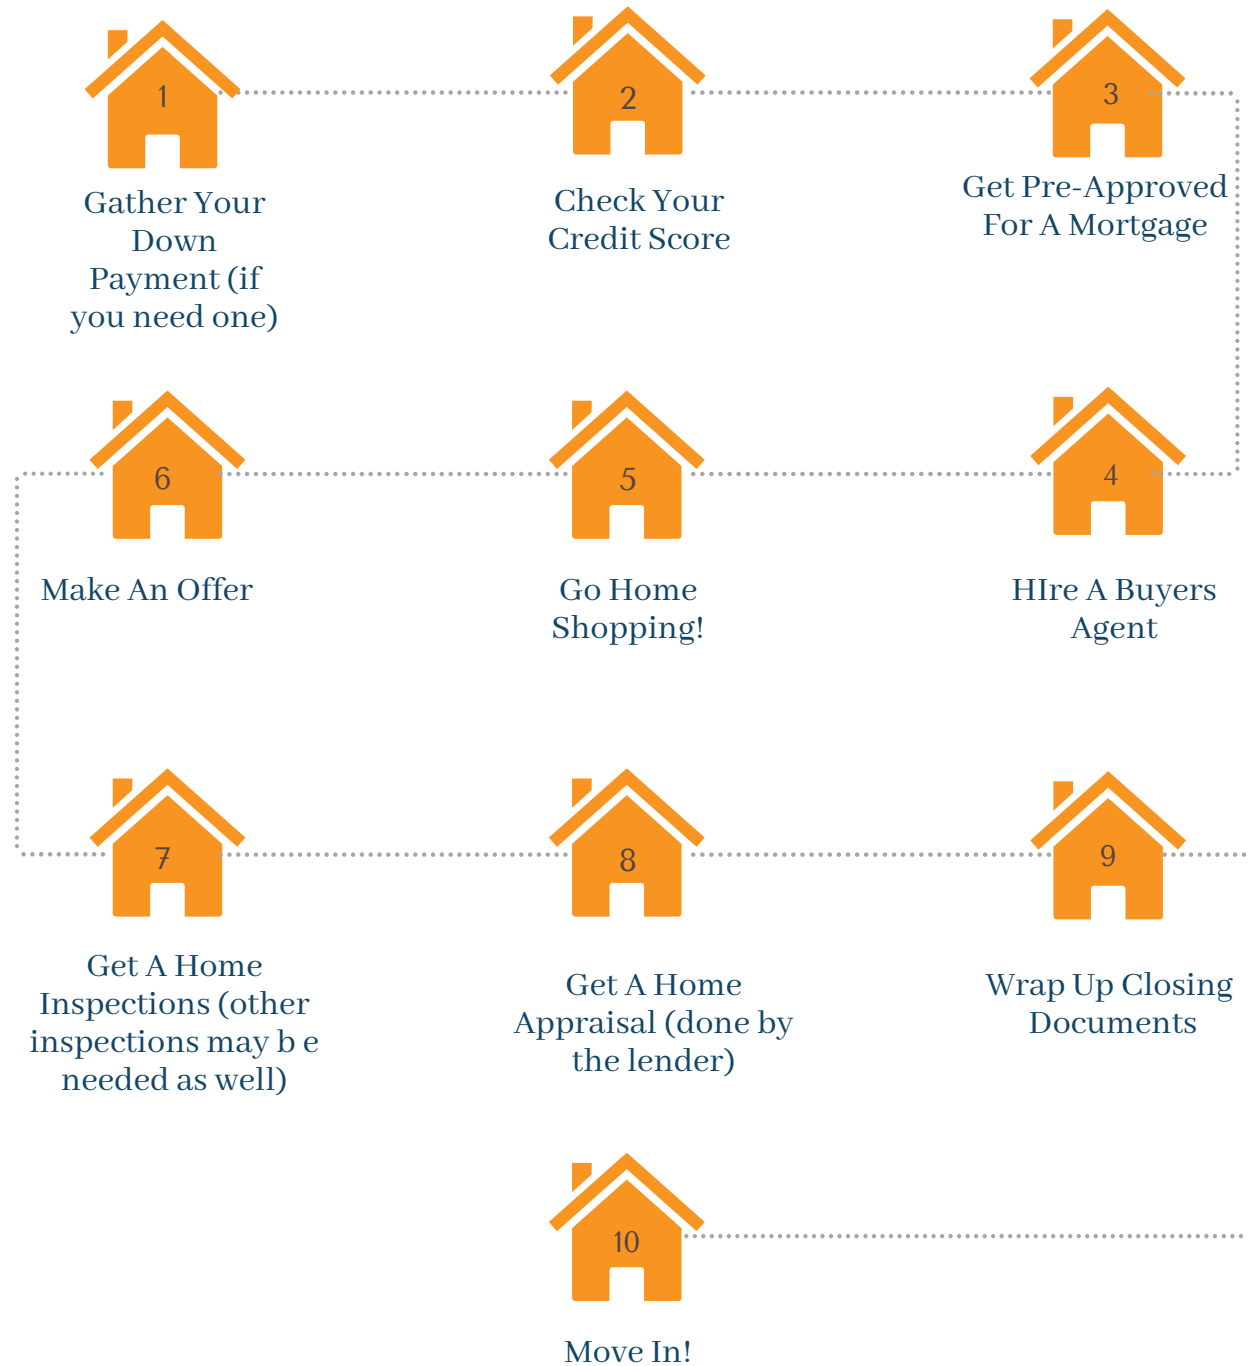 1
Gather Your
Down
Payment (if
you need one)
2
Check Your
Credit Score
3
Get Pre-Approved
For A Mortgage
4
HIre A Buyers
Agent
5
Go Home
Shopping!
6
Make An Offer
7
Get A Home
Inspections (other
inspections may b e
needed as well)
8
Get A Home
Appraisal (done by
the lender)
9
Wrap Up Closing
Documents
10
Move In!